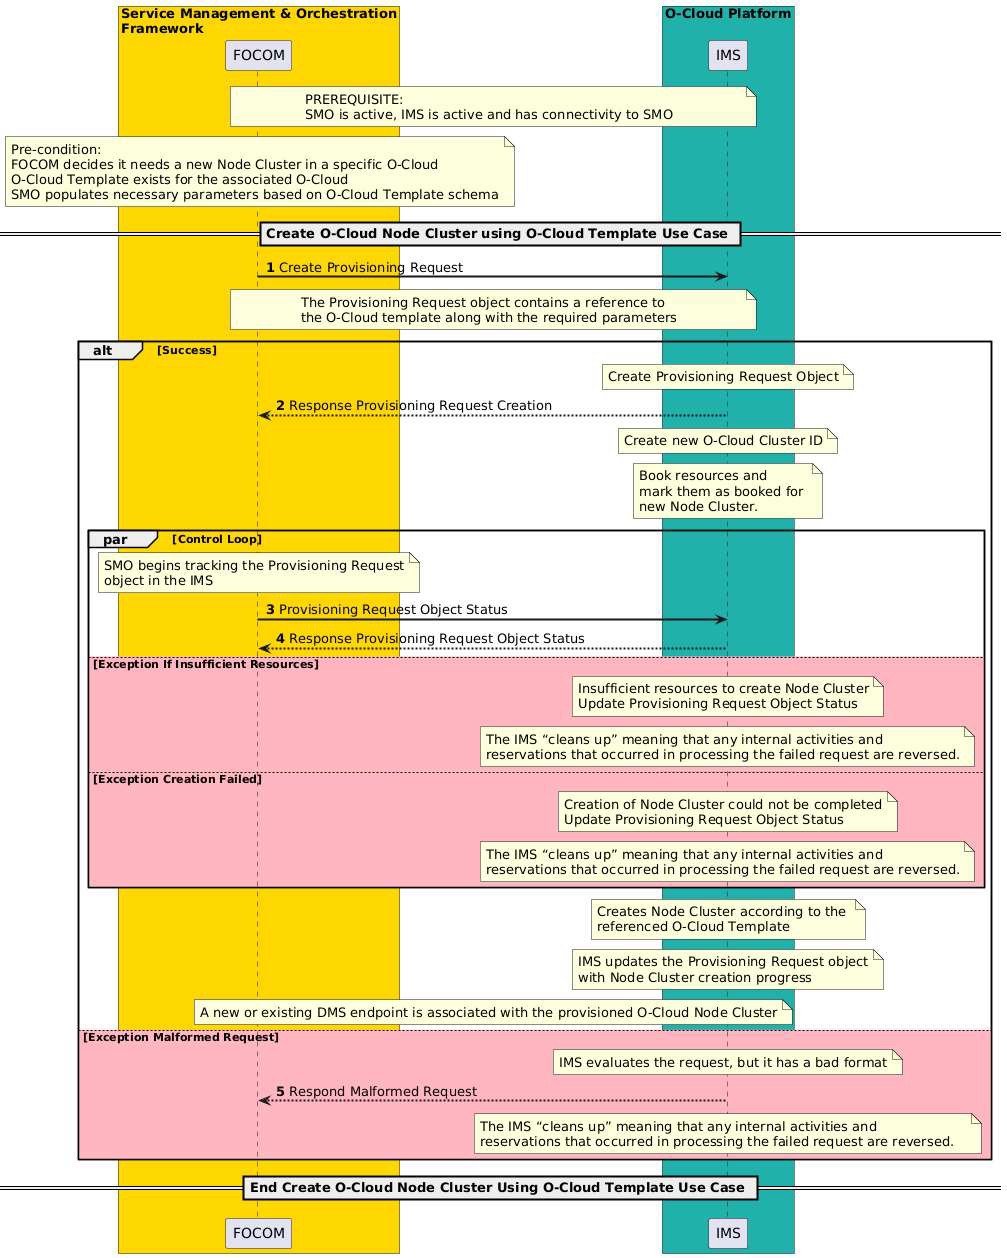 Service Management & Orchestration
Framework
O-Cloud Platform
FOCOM
IMS
PREREQUISITE:
SMO is active, IMS is active and has connectivity to SMO
Pre-condition:
FOCOM decides it needs a new Node Cluster in a specific O-Cloud
O-Cloud Template exists for the associated O-Cloud
SMO populates necessary parameters based on O-Cloud Template schema
Create O-Cloud Node Cluster using O-Cloud Template Use Case
1 Create Provisioning Request
The Provisioning Request object contains a reference to
the O-Cloud template along with the required parameters
alt [Success]
Create Provisioning Request Object
2 Response Provisioning Request Creation
Create new O-Cloud Cluster ID
Book resources and
mark them as booked for
new Node Cluster.
par [Control Loop]
SMO begins tracking the Provisioning Request
object in the IMS
3 Provisioning Request Object Status
4 Response Provisioning Request Object Status
[Exception If Insufficient Resources]
Insufficient resources to create Node Cluster
Update Provisioning Request Object Status
The IMS “cleans up” meaning that any internal activities and
reservations that occurred in processing the failed request are reversed.
[Exception Creation Failed]
Creation of Node Cluster could not be completed
Update Provisioning Request Object Status
The IMS “cleans up” meaning that any internal activities and
reservations that occurred in processing the failed request are reversed.
Creates Node Cluster according to the
referenced O-Cloud Template
IMS updates the Provisioning Request object
with Node Cluster creation progress
A new or existing DMS endpoint is associated with the provisioned O-Cloud Node Cluster
[Exception Malformed Request]
IMS evaluates the request, but it has a bad format
5 Respond Malformed Request
The IMS “cleans up” meaning that any internal activities and
reservations that occurred in processing the failed request are reversed.
End Create O-Cloud Node Cluster Using O-Cloud Template Use Case
FOCOM
IMS